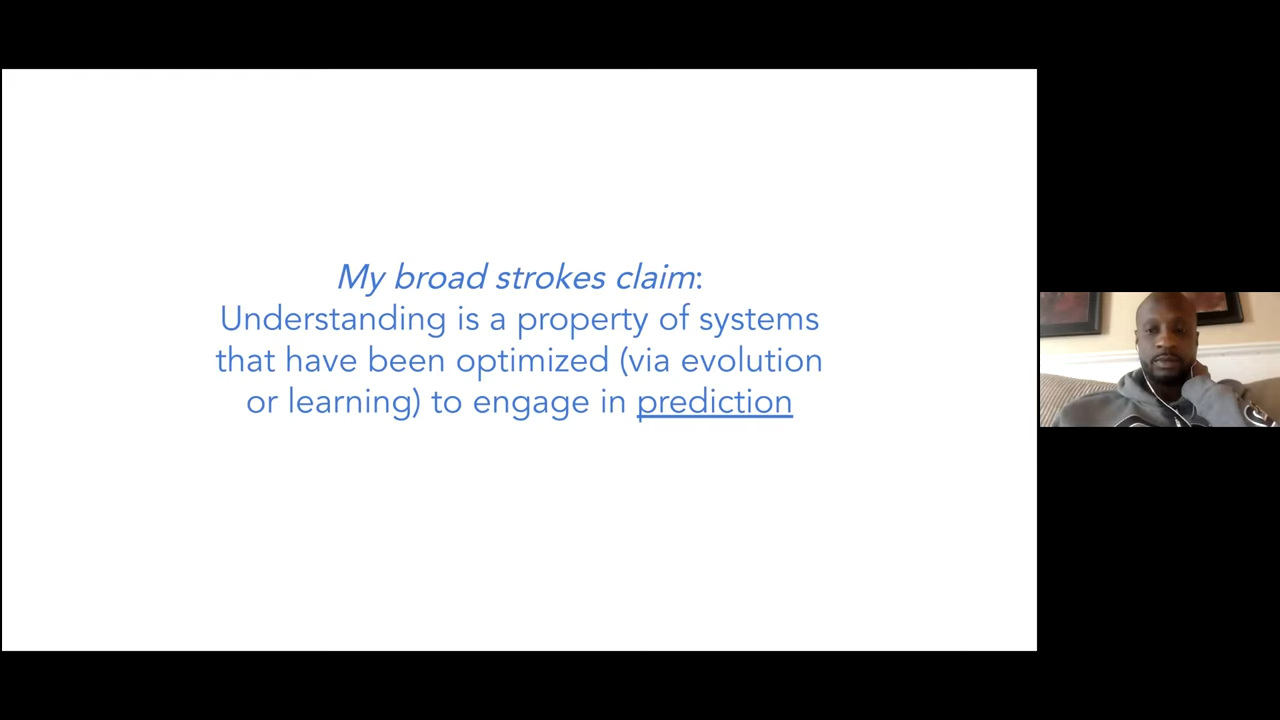 My broad strokes claim:
Understanding is a property of systems
that have been optimized (via evolution
or learning) to engage in prediction